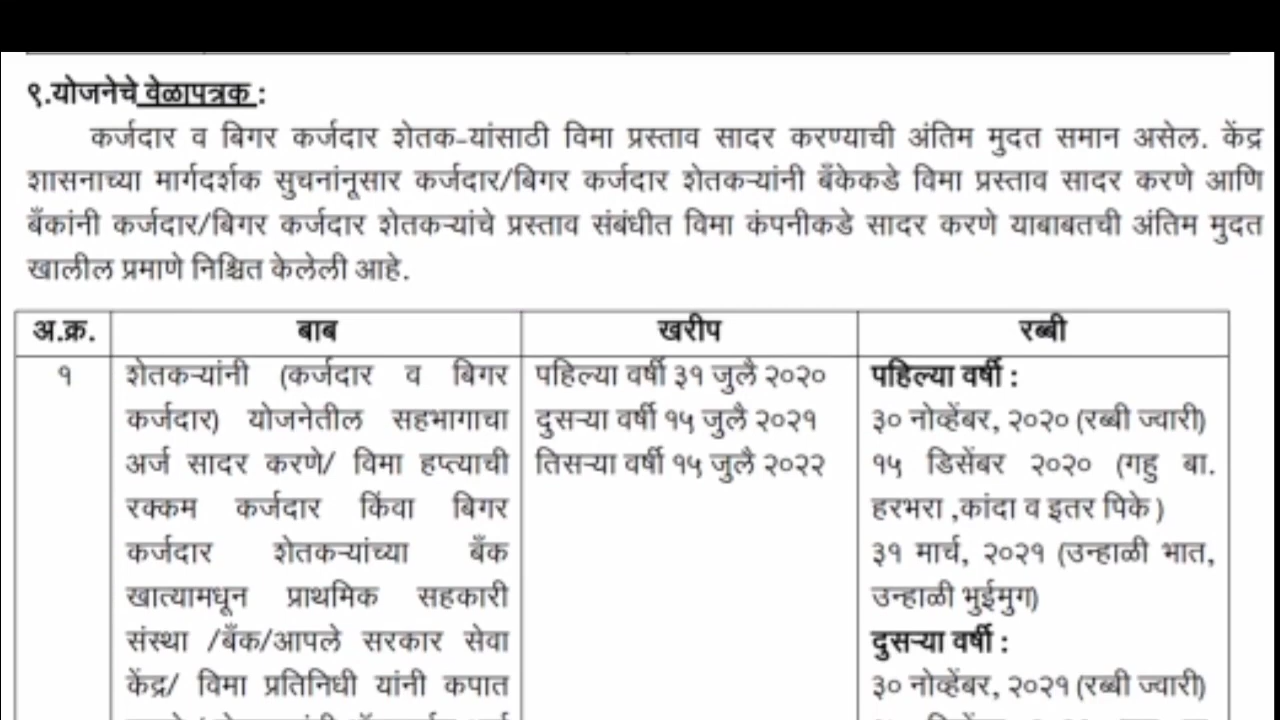 ९.योजनेचे वेळापत्रक :
कर्जदार व बिगर कर्जदार शेतक-यांसाठी विमा प्रस्ताव सादर करण्याची अंतिम मुदत समान असेल. केंद्र
शासनाच्या मार्गदर्शक सुचनांनूसार कर्जदार/बिगर कर्जदार शेतकऱ्यांनी बँकेकडे विमा प्रस्ताव सादर करणे आणि
बँकांनी कर्जदार/बिगर कर्जदार शेतकऱ्यांचे प्रस्ताव संबंधीत विमा कंपनीकडे सादर करणे याबाबतची अंतिम मुदत
खालील प्रमाणे निश्चित केलेली आहे.
अ.क्र. बाब खरीप रब्बी
१
शेतकऱ्यांनी (कर्जदार व बिगर
कर्जदार) योजनेतील सहभागाचा
अर्ज सादर करणे/ विमा हप्त्याची
रक्कम कर्जदार किंवा बिगर
कर्जदार शेतकऱ्यांच्या बँक
खात्यामधून प्राथमिक सहकारी
संस्था /बँक/आपले सरकार सेवा
केंद्र/ विमा प्रतिनिधी यांनी कपात
पहिल्या वर्षी ३१ जुलै २०२०
दुसऱ्या वर्षी १५ जुलै २०२१
तिसऱ्या वर्षी १५ जुलै २०२२
पहिल्या वर्षी :
३० नोव्हेंबर, २०२० (रब्बी ज्वारी)
१५ डिसेंबर २०२० (गहु बा.
हरभरा ,कांदा व इतर पिके )
३१ मार्च, २०२१ (उन्हाळी भात,
उन्हाळी भुईमुग)
दुसऱ्या वर्षी :
३० नोव्हेंबर, २०२१ (रब्बी ज्वारी)